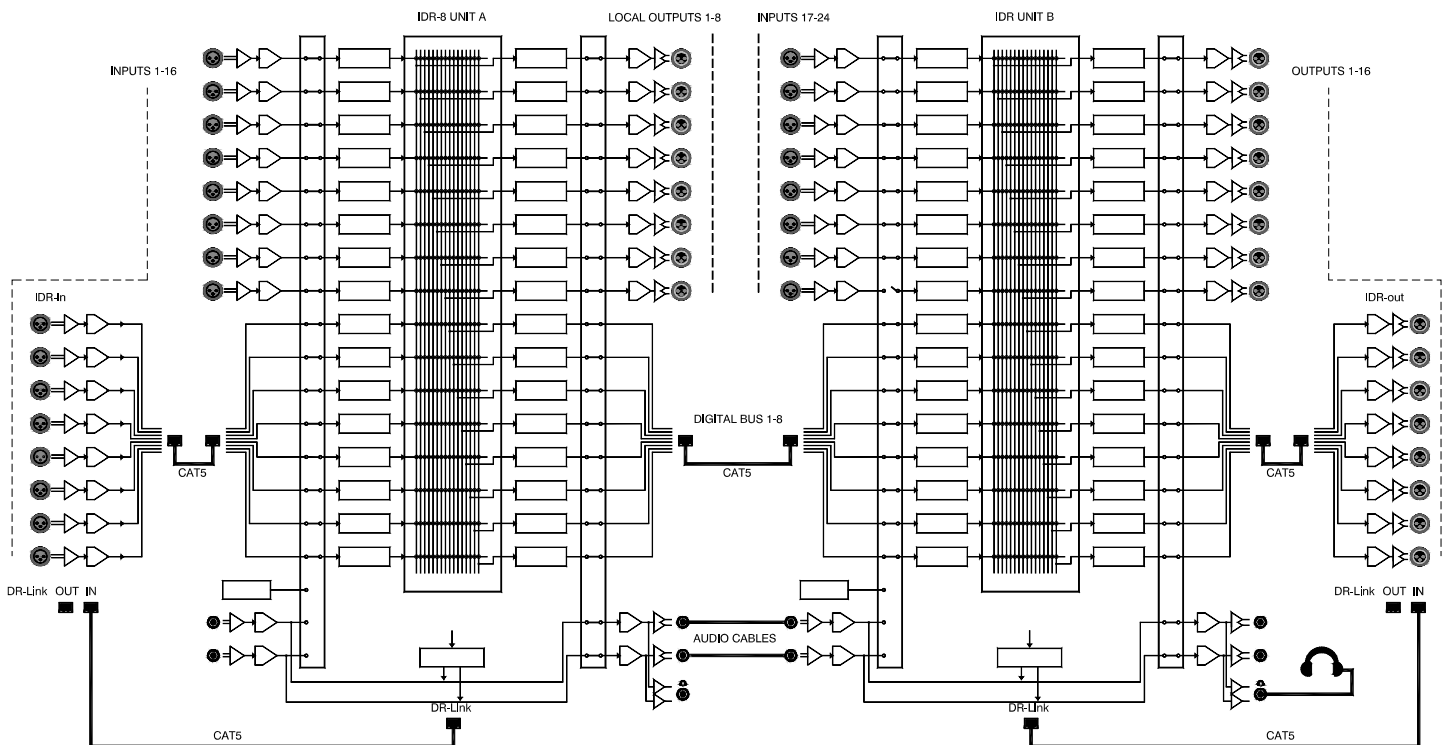 IDR-8 UNIT A
LOCAL OUTPUTS 1-8
INPUTS 17-24
IDR UNIT B
INPUTS 1-16
OUTPUTS 1-16
IDR-In
IDR-out
DIGITAL BUS 1-8
CAT5
CAT5
CAT5
DR-Link OUT IN
DR-Link OUT IN
AUDIO CABLES
DR-Link
DR-Link
CAT5
CAT5